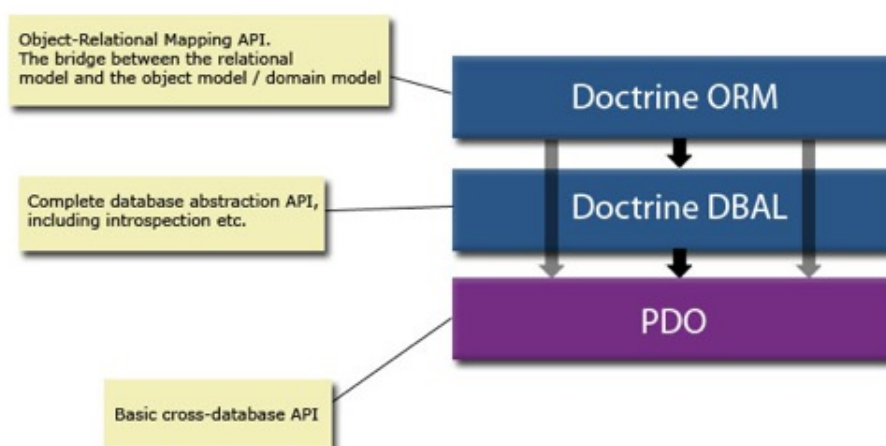 Object-Relational Mapping API.
The bridge between the relational
model and the object model / domain model
Doctrine ORM
Complete database abstraction API,
including introspection etc.
Doctrine DBAL
PDO
Basic cross-database API